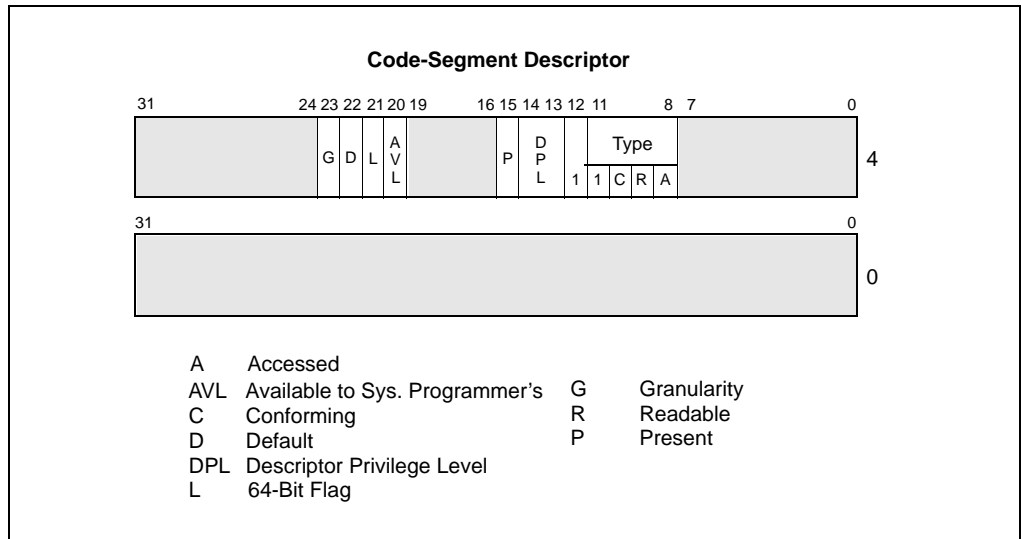 Code-Segment Descriptor
31 24 23 22 21 20 19 16 15 14 13 12 11 8 7 0
G D L AVL P DPL Type 4
1 1 C R A
31 0
0
A Accessed
AVL Available to Sys. Programmer's
C Conforming
D Default
DPL Descriptor Privilege Level
L 64-Bit Flag
G Granularity
R Readable
P Present